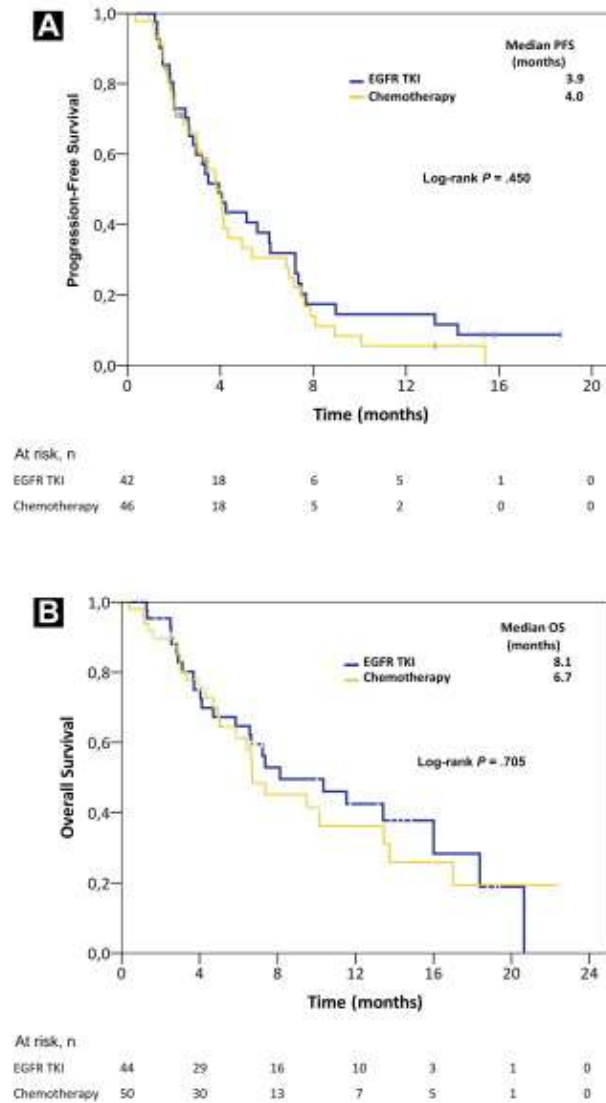 A
Median PFS
(months)
EGFR TKI 3.9
Chemotherapy 4.0
Log-rank P = .450
Progression-Free Survival
1,0
0,8
0,6
0,4
0,2
0,0
0 4 8 12 16 20
Time (months)
At risk, n
EGFR TKI 42 18 6 5 1 0
Chemotherapy 46 18 5 2 0 0
B
Median OS
(months)
EGFR TKI 8.1
Chemotherapy 6.7
Log-rank P = .705
Overall Survival
1,0
0,8
0,6
0,4
0,2
0,0
0 4 8 12 16 20 24
Time (months)
At risk, n
EGFR TKI 44 29 16 10 3 1 0
Chemotherapy 50 30 13 7 5 1 0